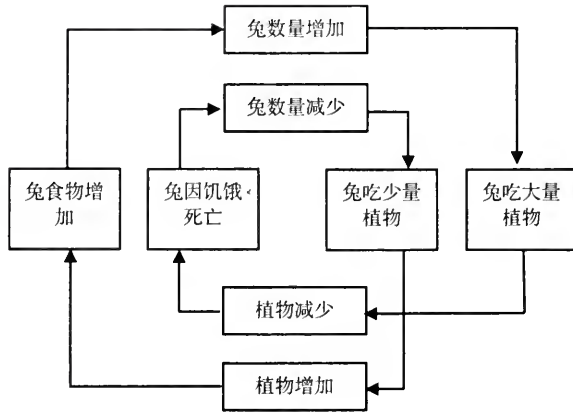 兔数量增加
兔数量减少
兔食物增
加
兔因饥饿
死亡
兔吃少量
植物
兔吃大量
植物
植物减少
植物增加